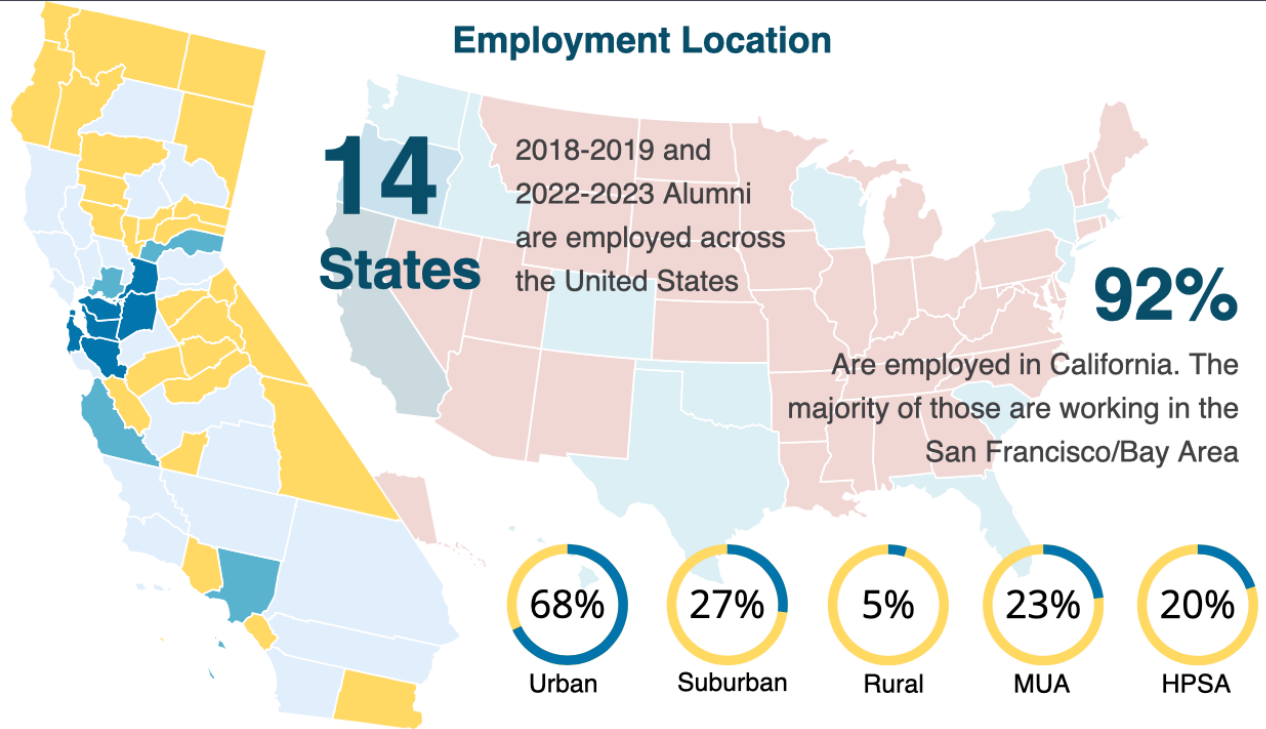 Employment Location
14
States
2018-2019 and
2022-2023 Alumni
are employed across
the United States
92%
Are employed in California. The
majority of those are working in the
San Francisco/Bay Area
68%
Urban
27%
Suburban
5%
Rural
23%
MUA
20%
HPSA